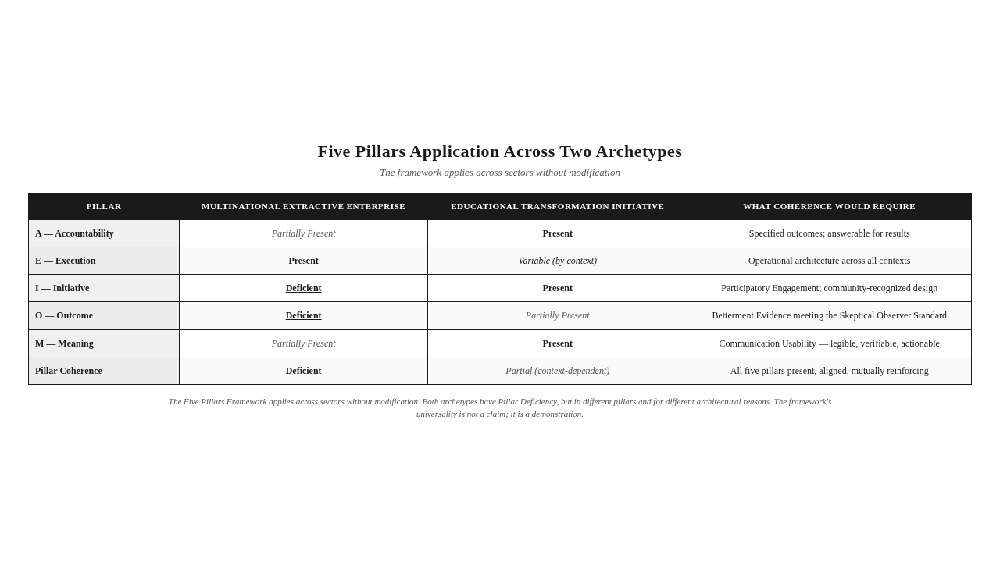 Five Pillars Application Across Two Archetypes
The framework applies across sectors without modification
PILLAR MULTINATIONAL EXTRACTIVE ENTERPRISE EDUCATIONAL TRANSFORMATION INITIATIVE WHAT COHERENCE WOULD REQUIRE
A — Accountability Partially Present Present Specified outcomes; answerable for results
E — Execution Present Variable (by context) Operational architecture across all contexts
I — Initiative Deficient Present Participatory Engagement; community-recognized design
O — Outcome Deficient Partially Present Betterment Evidence meeting the Skeptical Observer Standard
M — Meaning Partially Present Present Communication Usability — legible, verifiable, actionable
Pillar Coherence Deficient Partial (context-dependent) All five pillars present, aligned, mutually reinforcing
The Five Pillars Framework applies across sectors without modification. Both archetypes have Pillar Deficiency, but in different pillars and for different architectural reasons. The framework's
universality is not a claim; it is a demonstration.